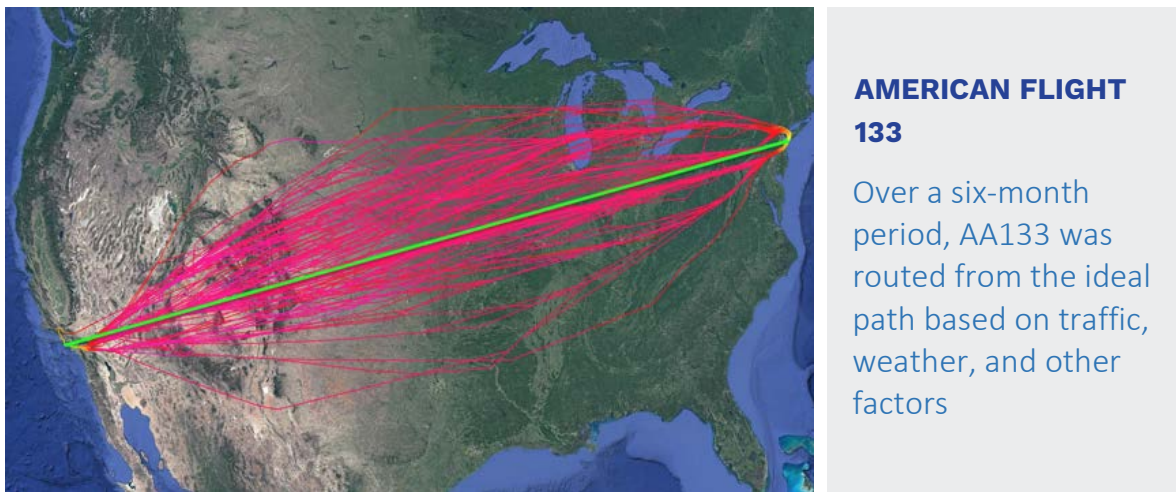 AMERICAN FLIGHT
133
Over a six-month
period, AA133 was
routed from the ideal
path based on traffic,
weather, and other
factors